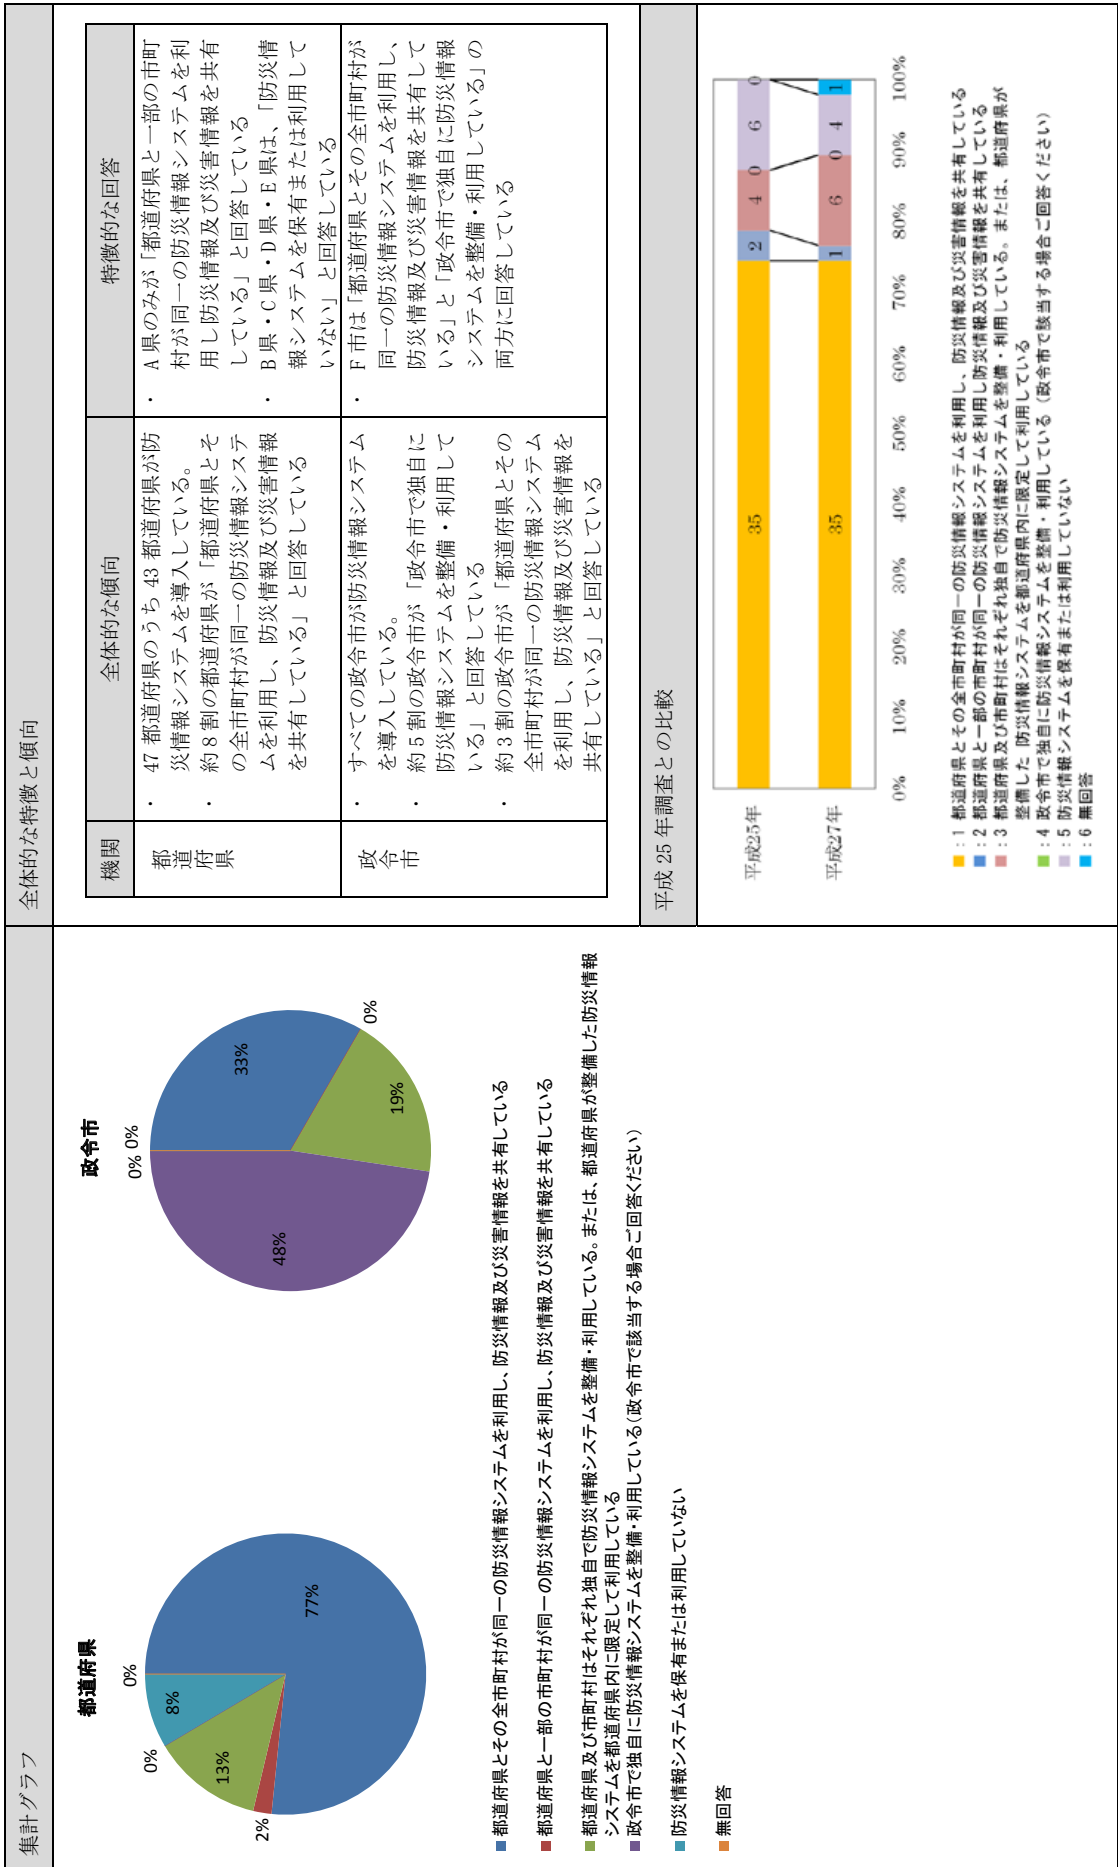 集計グラフ
都道府県
0%
0%
8%
13%
2%
77%
政令市
0% 0%
33%
0%
19%
48%
都道府県とその全市町村が同一の防災情報システムを利用し、防災情報及び災害情報を共有している
都道府県と一部の市町村が同一の防災情報システムを利用し、防災情報及び災害情報を共有している
都道府県及び市町村はそれぞれ独自で防災情報システムを整備・利用している。または、都道府県が整備した防災情報
システムを都道府県内に限定して利用している
政令市で独自に防災情報システムを整備・利用している(政令市で該当する場合ご回答ください)
防災情報システムを保有または利用していない
無回答
全体的な特徴と傾向
機関
全体的な傾向
特徴的な回答
都道府県
・ 47 都道府県のうち 43 都道府県が防
災情報システムを導入している。
・ 約 8 割の都道府県が「都道府県とそ
の全市町村が同一の防災情報システ
ムを利用し、防災情報及び災害情報
を共有している」と回答している
・ A 県のみが「都道府県と一部の市町
村が同一の防災情報システムを利
用し防災情報及び災害情報を共有
している」と回答している
・ B 県・C 県・D 県・E 県は、「防災情
報システムを保有または利用して
いない」と回答している
政令市
・ すべての政令市が防災情報システム
を導入している。
・ 約 5 割の政令市が「政令市で独自に
防災情報システムを整備・利用して
いる」と回答している
・ 約 3 割の政令市が「都道府県とその
全市町村が同一の防災情報システム
を利用し、防災情報及び災害情報を
共有している」と回答している
・ F 市は「都道府県とその全市町村が
同一の防災情報システムを利用し、
防災情報及び災害情報を共有して
いる」と「政令市で独自に防災情報
システムを整備・利用している」の
両方に回答している
平成 25 年調査との比較
平成25年
35
2
4
0
6
0
平成27年
35
1
6
0
4
1
0%
10%
20%
30%
40%
50%
60%
70%
80%
90%
100%
:1 都道府県とその全市町村が同一の防災情報システムを利用し、防災情報及び災害情報を共有している
:2 都道府県と一部の市町村が同一の防災情報システムを利用し防災情報及び災害情報を共有している
:3 都道府県及び市町村はそれぞれ独自で防災情報システムを整備・利用している。または、都道府県が
整備した 防災情報システムを都道府県内に限定して利用している
:4 政令市で独自に防災情報システムを整備・利用している（政令市で該当する場合ご回答ください）
:5 防災情報システムを保有または利用していない
:6 無回答